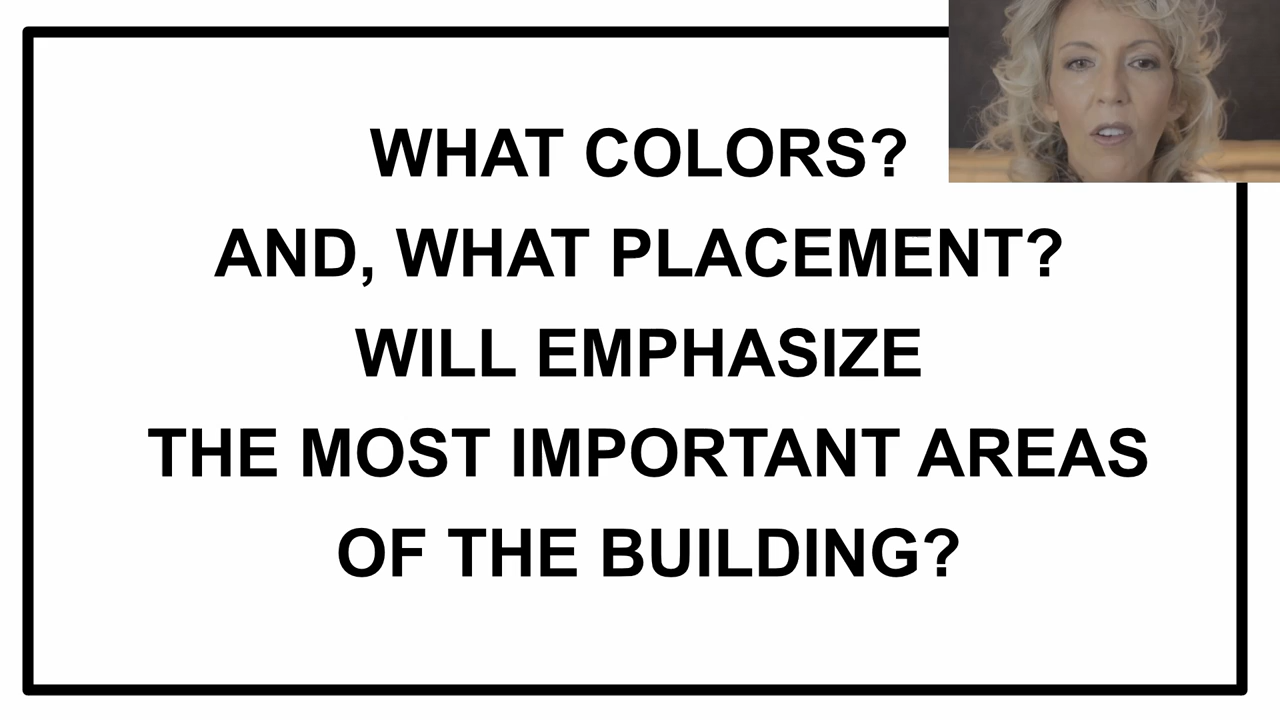 WHAT COLORS?
AND, WHAT PLACEMENT?
WILL EMPHASIZE
THE MOST IMPORTANT AREAS
OF THE BUILDING?